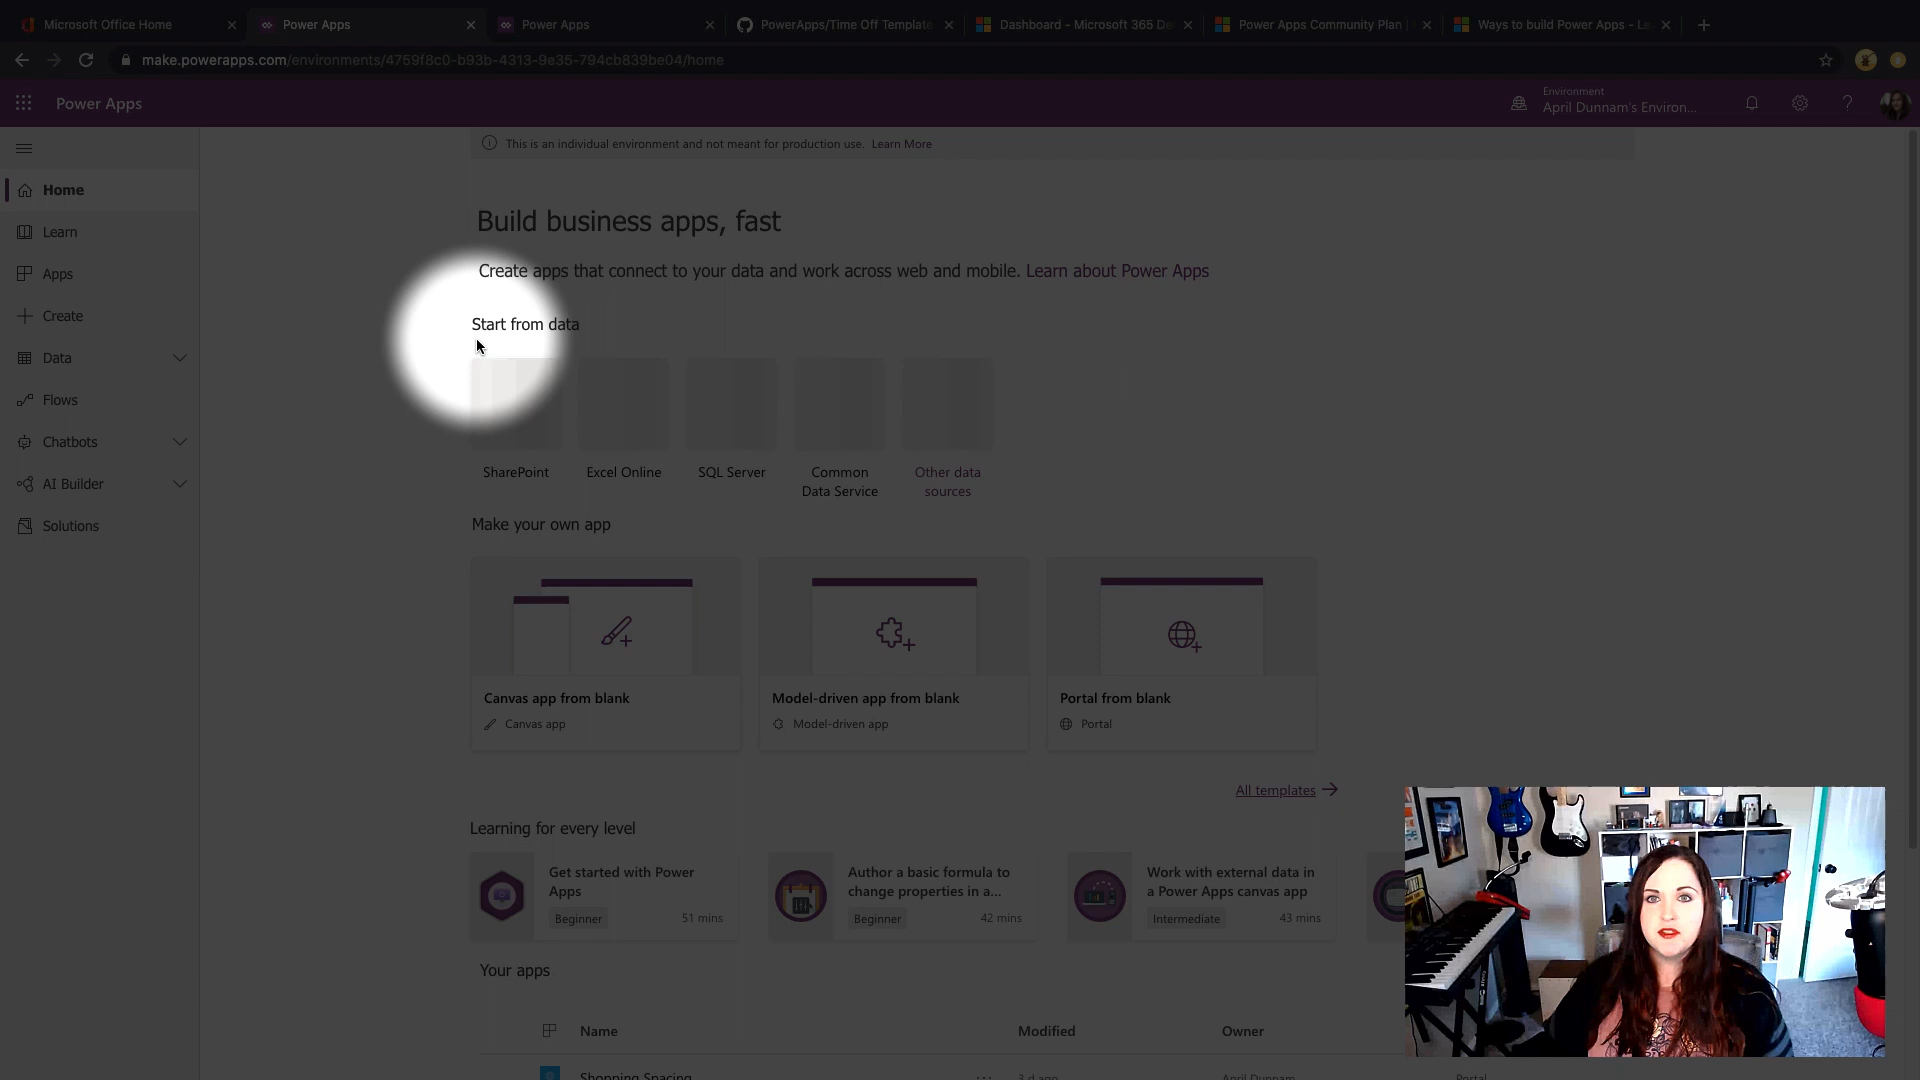 Microsoft Office Home
Power Apps
Power Apps
PowerApps/Time Off Template
Dashboard - Microsoft 365 De
Power Apps Community Plan |
Ways to build Power Apps - Le
make.powerapps.com/environments/4759f8c0-b93b-4313-9e35-794cb839be04/home
Power Apps
Environment
April Dunnam's Environ...
This is an individual environment and not meant for production use. Learn More
Home
Learn
Apps
Create
Data
Flows
Chatbots
AI Builder
Solutions
Build business apps, fast
Create apps that connect to your data and work across web and mobile. Learn about Power Apps
Start from data
SharePoint
Excel Online
SQL Server
Common
Data Service
Other data
sources
Make your own app
Canvas app from blank
Canvas app
Model-driven app from blank
Model-driven app
Portal from blank
Portal
All templates
Learning for every level
Get started with Power
Apps
Beginner
51 mins
Author a basic formula to
change properties in a...
Beginner
42 mins
Work with external data in
a Power Apps canvas app
Intermediate
43 mins
Your apps
Name
Modified
Owner
Shopping Spacing
...
3 d ago
April Dunnam
Portal